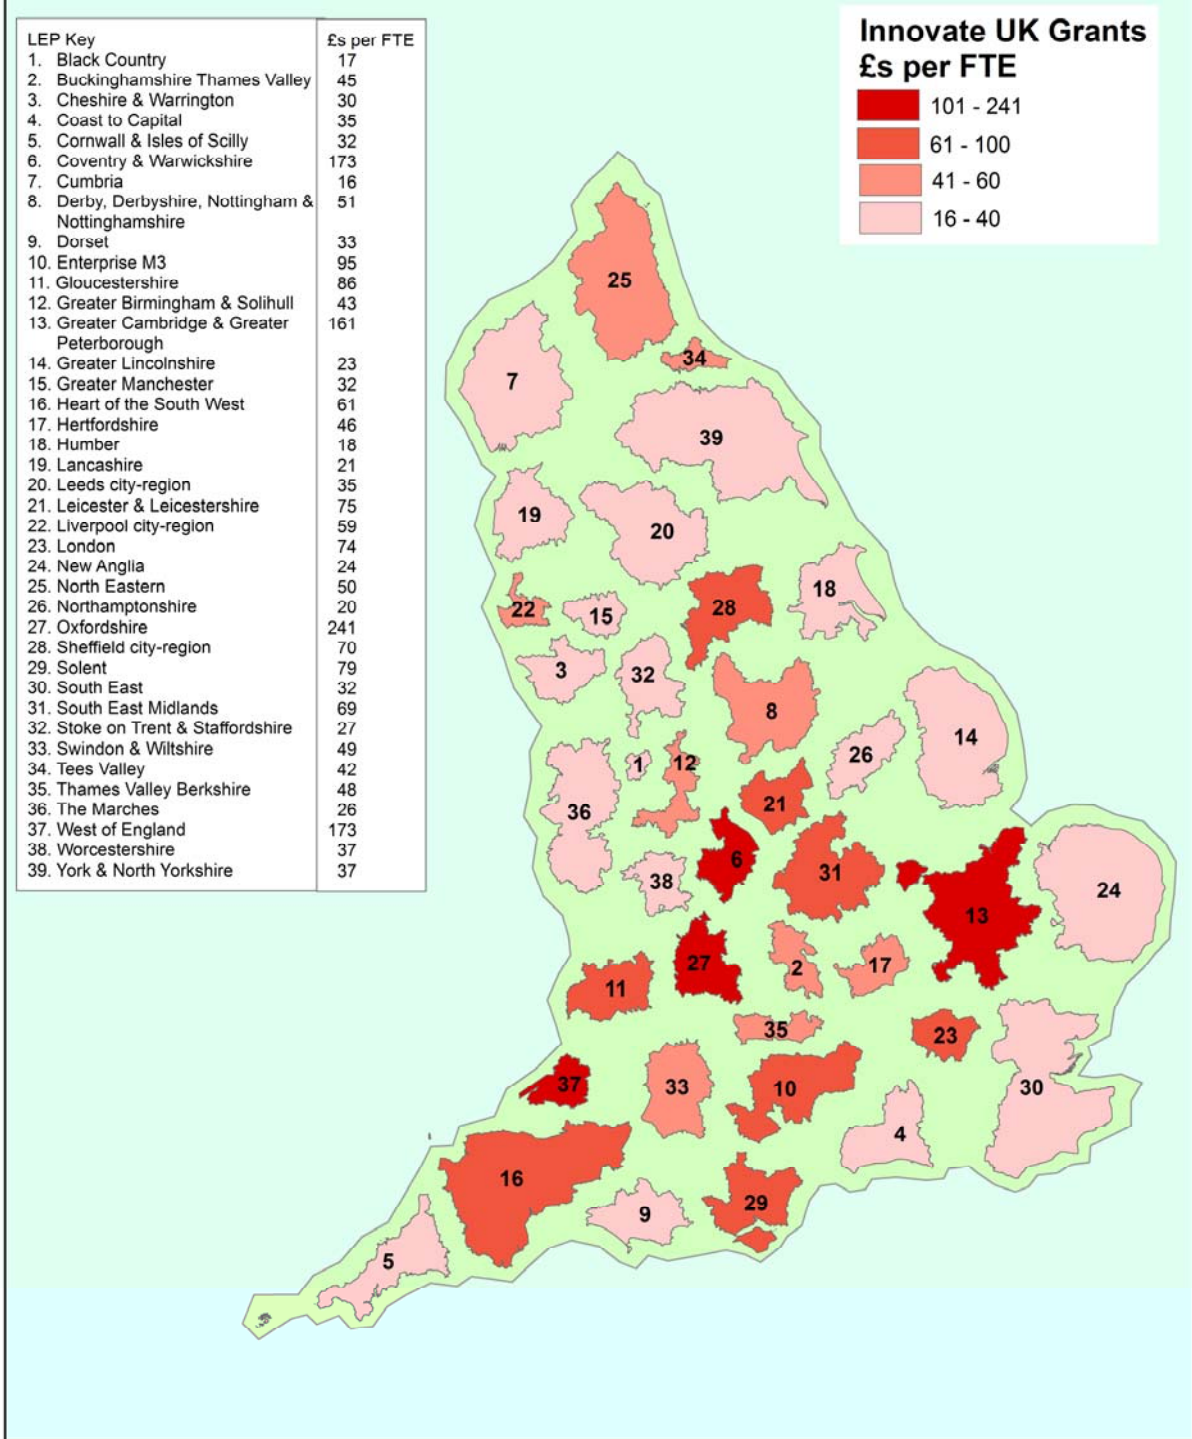 LEP Key £s per FTE
1. Black Country 17
2. Buckinghamshire Thames Valley 45
3. Cheshire & Warrington 30
4. Coast to Capital 35
5. Cornwall & Isles of Scilly 32
6. Coventry & Warwickshire 173
7. Cumbria 16
8. Derby, Derbyshire, Nottingham & 51
Nottinghamshire
9. Dorset 33
10. Enterprise M3 95
11. Gloucestershire 86
12. Greater Birmingham & Solihull 43
13. Greater Cambridge & Greater 161
Peterborough
14. Greater Lincolnshire 23
15. Greater Manchester 32
16. Heart of the South West 61
17. Hertfordshire 46
18. Humber 18
19. Lancashire 21
20. Leeds city-region 35
21. Leicester & Leicestershire 75
22. Liverpool city-region 59
23. London 74
24. New Anglia 24
25. North Eastern 50
26. Northamptonshire 20
27. Oxfordshire 241
28. Sheffield city-region 70
29. Solent 79
30. South East 32
31. South East Midlands 69
32. Stoke on Trent & Staffordshire 27
33. Swindon & Wiltshire 49
34. Tees Valley 42
35. Thames Valley Berkshire 48
36. The Marches 26
37. West of England 173
38. Worcestershire 37
39. York & North Yorkshire 37
Innovate UK Grants
£s per FTE
101 - 241
61 - 100
41 - 60
16 - 40
25
34
7
39
19
20
18
22
15
28
3
32
8
14
26
1
12
21
36
6
31
38
24
13
27
2
17
11
35
23
37
33
10
30
4
16
29
9
5